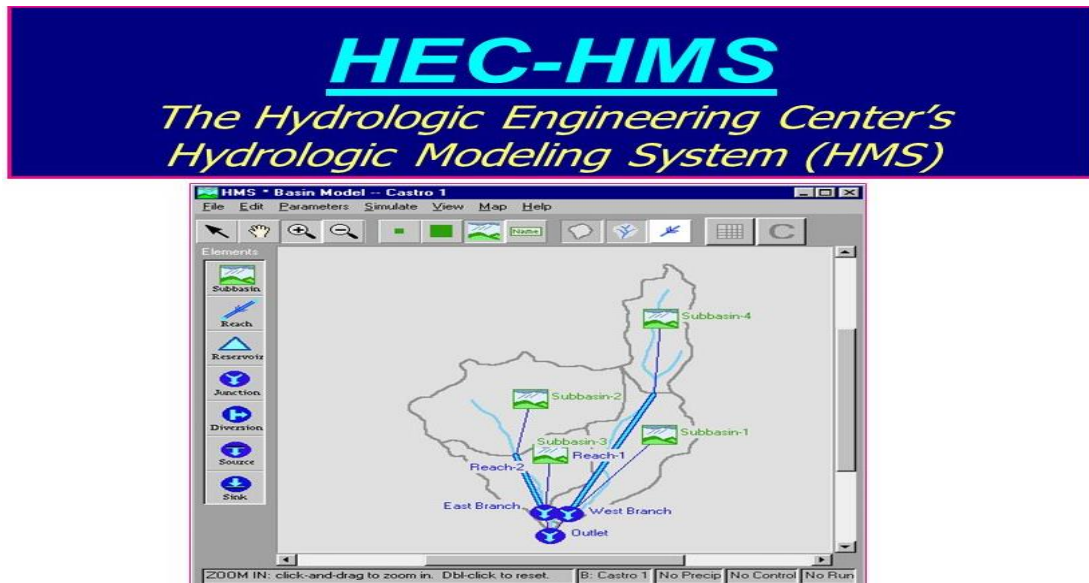 HEC-HMS
The Hydrologic Engineering Center's
Hydrologic Modeling System (HMS)
HMS * Basin Model -- Castro 1
File Edit Parameters Simulate View Map Help
Name
C
Elements
Subbasin
Reach
Reservoir
Junction
Diversion
Source
Sink
Subbasin-4
Subbasin-2
Subbasin-1
Subbasin-3
Reach-1
Reach-2
East Branch
West Branch
Outlet
ZOOM IN: click-and-drag to zoom in. Dbl-click to reset. B: Castro 1 No Precip No Control No Run